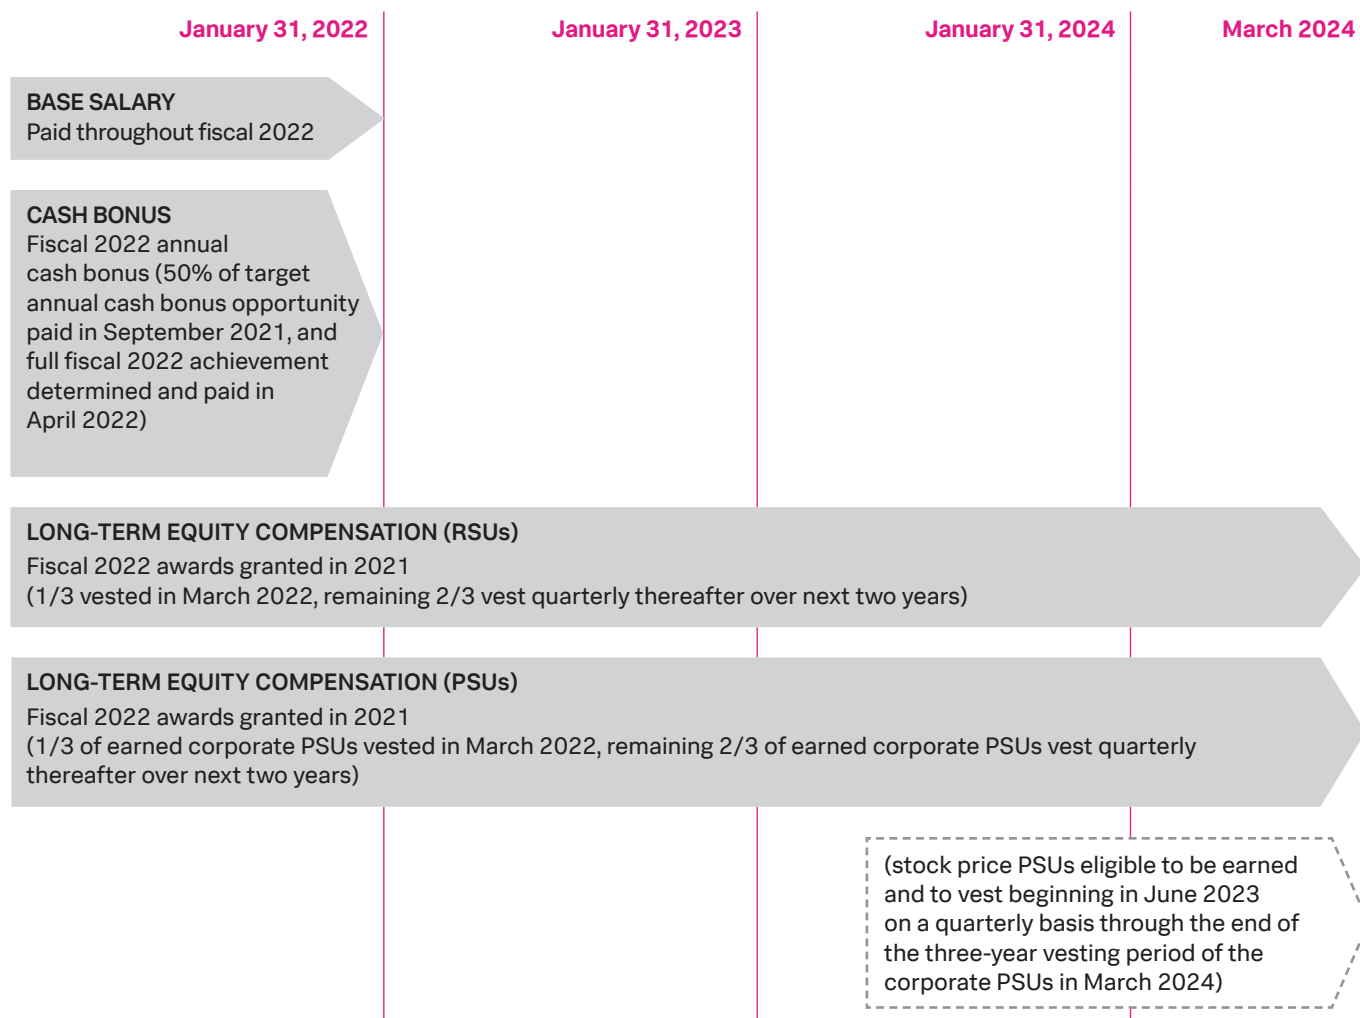 January 31, 2022
January 31, 2023
January 31, 2024
March 2024
BASE SALARY
Paid throughout fiscal 2022
CASH BONUS
Fiscal 2022 annual
cash bonus (50% of target
annual cash bonus opportunity
paid in September 2021, and
full fiscal 2022 achievement
determined and paid in
April 2022)
LONG-TERM EQUITY COMPENSATION (RSUs)
Fiscal 2022 awards granted in 2021
(1/3 vested in March 2022, remaining 2/3 vest quarterly thereafter over next two years)
LONG-TERM EQUITY COMPENSATION (PSUs)
Fiscal 2022 awards granted in 2021
(1/3 of earned corporate PSUs vested in March 2022, remaining 2/3 of earned corporate PSUs vest quarterly
thereafter over next two years)
(stock price PSUs eligible to be earned
and to vest beginning in June 2023
on a quarterly basis through the end of
the three-year vesting period of the
corporate PSUs in March 2024)